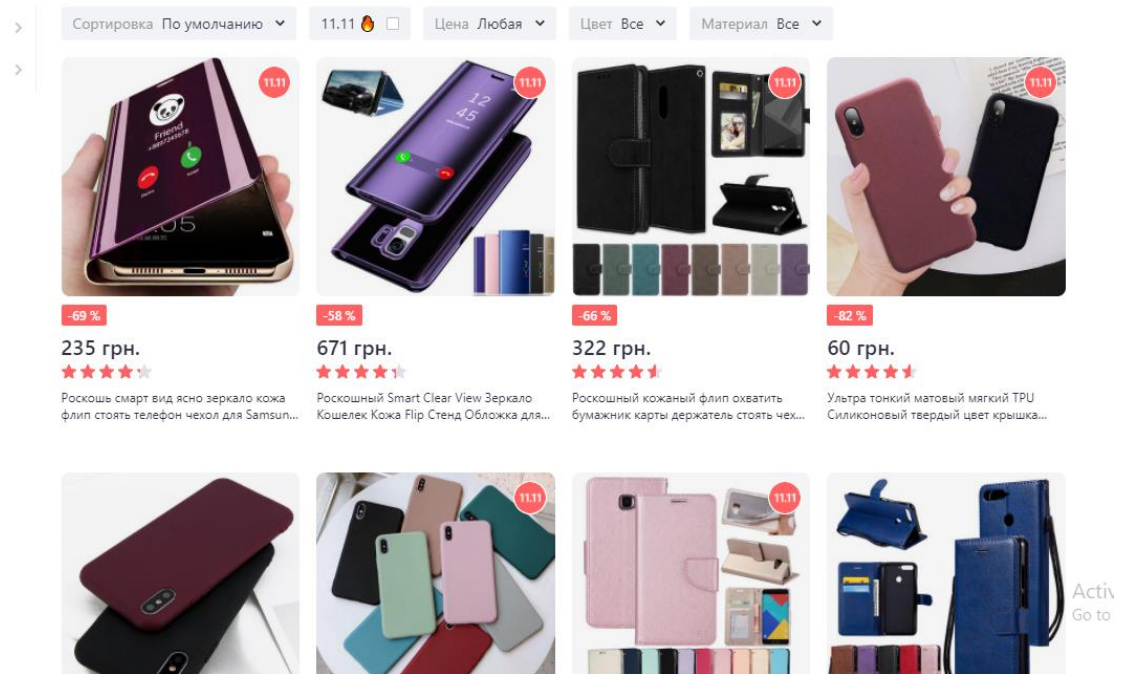 Сортировка По умолчанию
11.11
Цена Любая
Цвет Все
Материал Все
11.11
Friend
Decline
Accept
11.11
12
45
11.11
11.11
-69 %
-58 %
-66 %
-82 %
235 грн.
671 грн.
322 грн.
60 грн.
Роскошь смарт вид ясно зеркало кожа
флип стоять телефон чехол для Samsun...
Роскошный Smart Clear View Зеркало
Кошелек Кожа Flip Стенд Обложка для...
Роскошный кожаный флип охватить
бумажник карты держатель стоять чех...
Ультра тонкий матовый мягкий TPU
Силиконовый твердый цвет крышка...
11.11
11.11
Activ
Go to